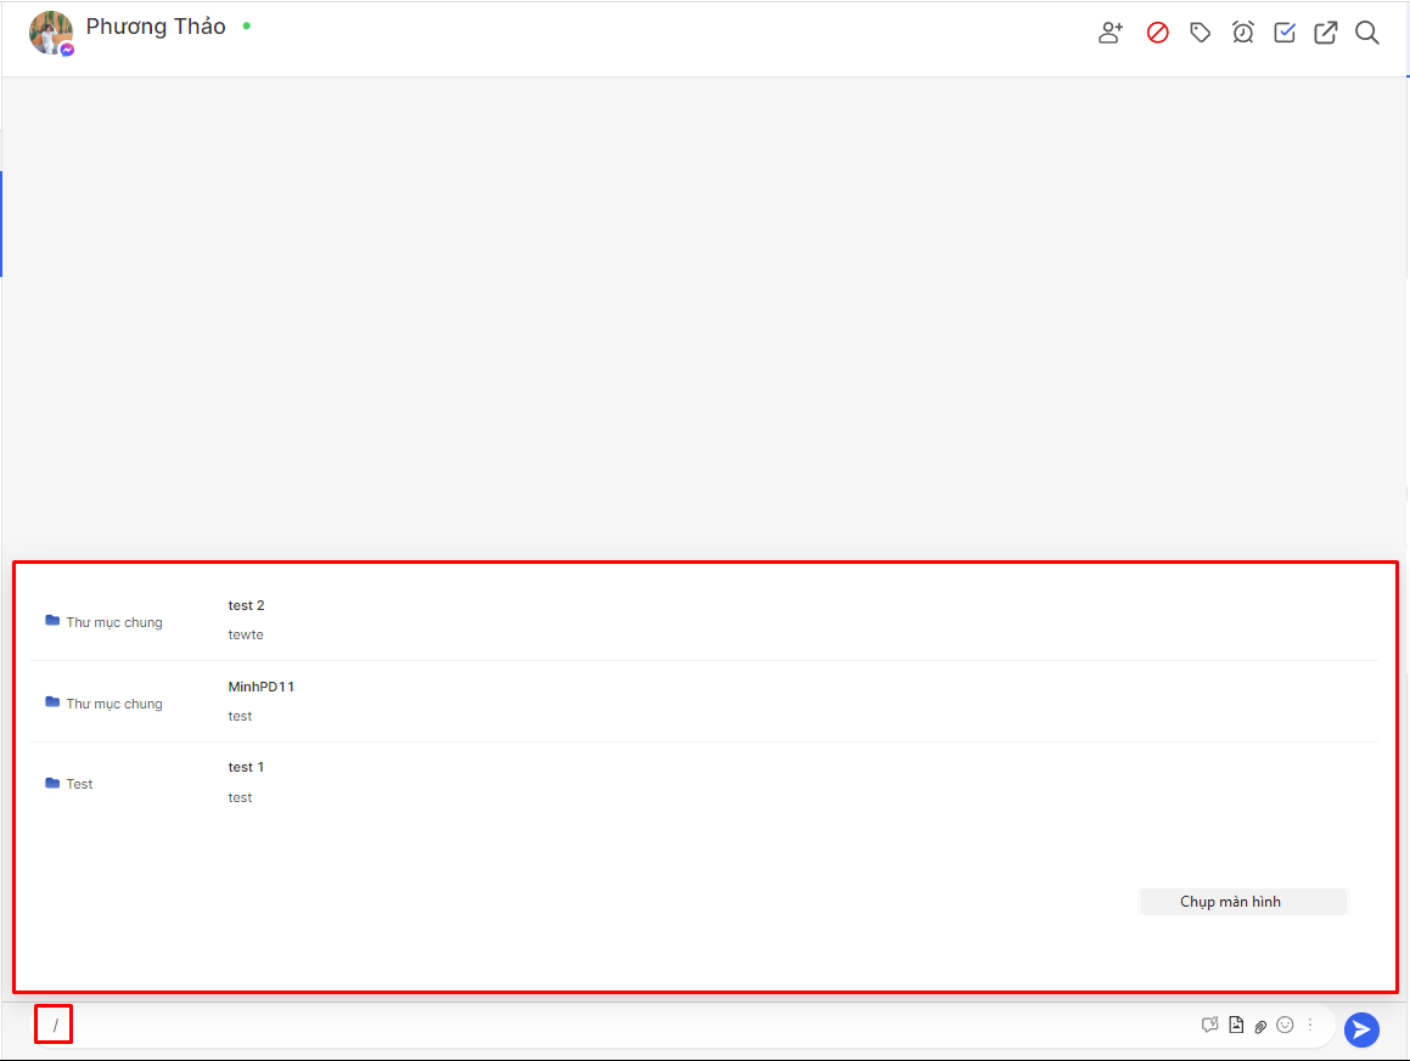 Phương Thảo
test 2
Thư mục chung
tewte
MinhPD11
Thư mục chung
test
test 1
Test
test
Chụp màn hình
/